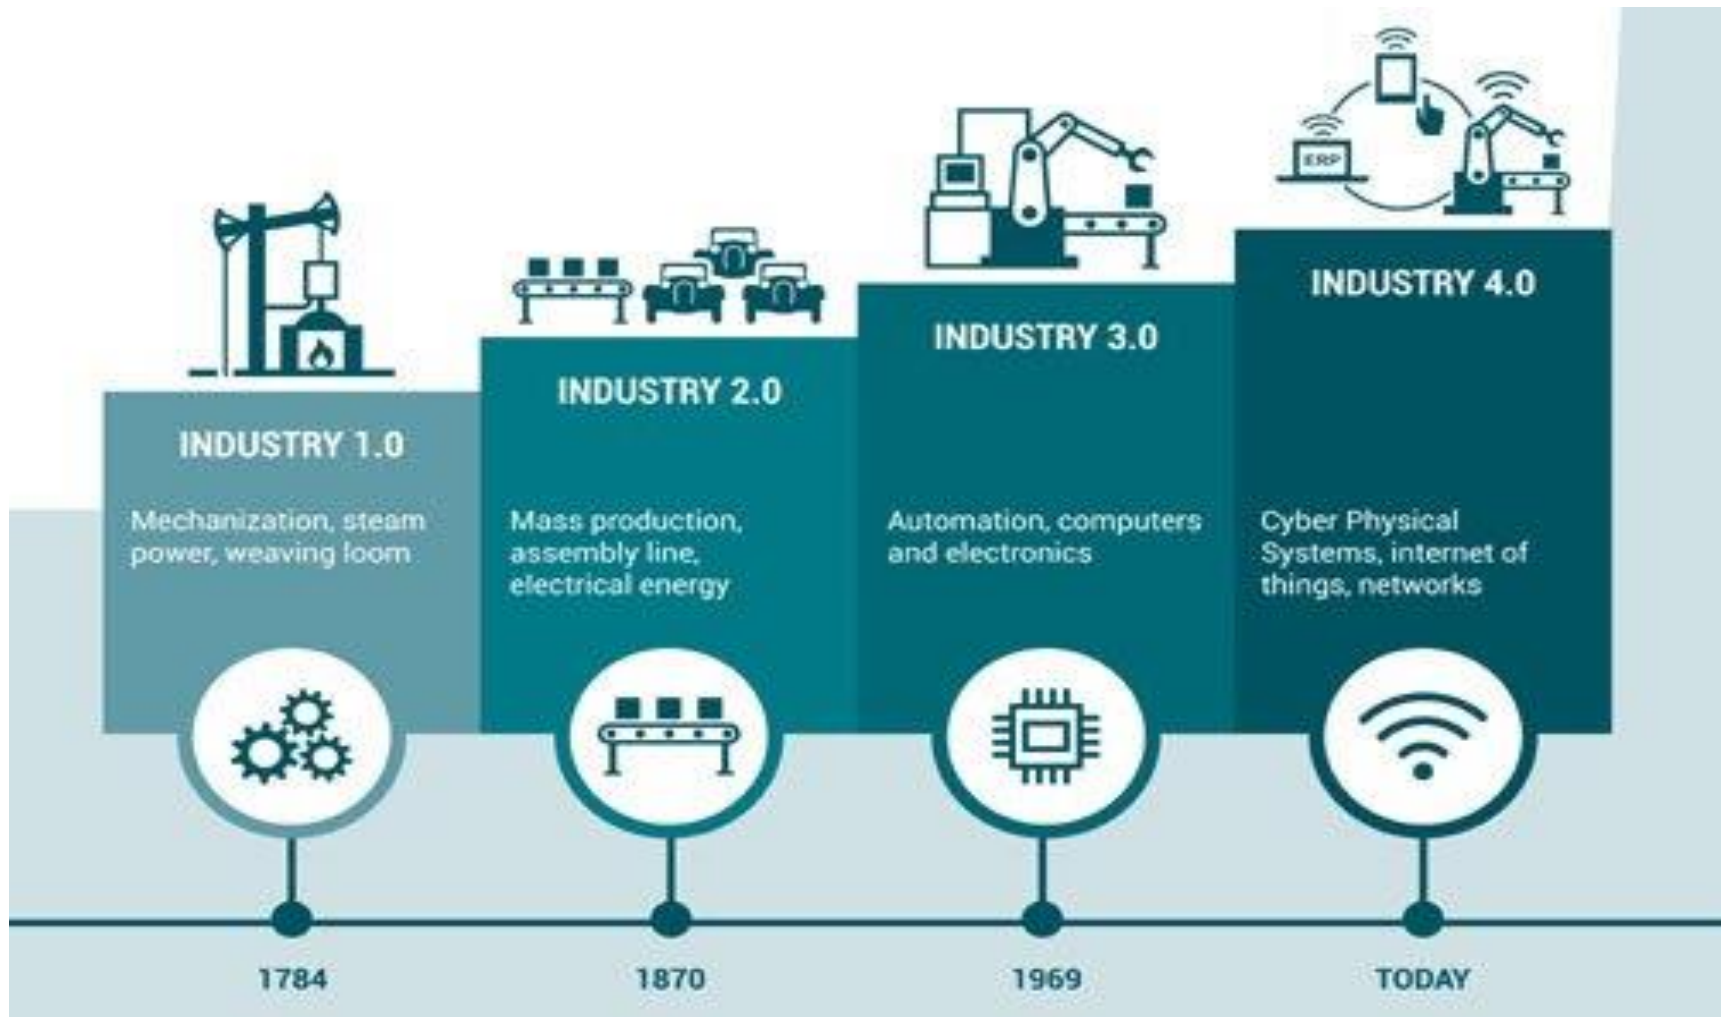 ERP
INDUSTRY 4.0
INDUSTRY 3.0
INDUSTRY 2.0
INDUSTRY 1.0
Mechanization, steam
power, weaving loom
Mass production,
assembly line,
electrical energy
Automation, computers
and electronics
Cyber Physical
Systems, internet of
things, networks
1784
1870
1969
TODAY